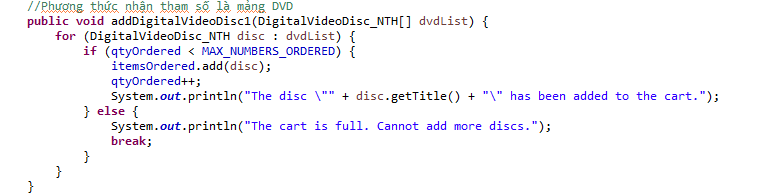 //Phương thức nhận tham số là mảng DVD
public void addDigitalVideoDisc1(DigitalVideoDisc_NTH[] dvdList) {
    for (DigitalVideoDisc_NTH disc : dvdList) {
        if (qtyOrdered < MAX_NUMBERS_ORDERED) {
            itemsOrdered.add(disc);
            qtyOrdered++;
            System.out.println("The disc \"" + disc.getTitle() + "\" has been added to the cart.");
        } else {
            System.out.println("The cart is full. Cannot add more discs.");
            break;
        }
    }
}